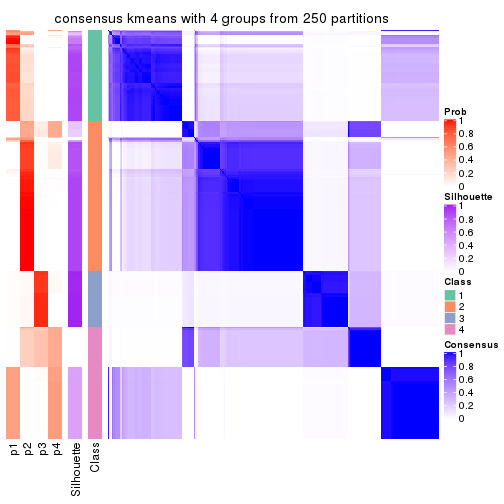 consensus kmeans with 4 groups from 250 partitions
Prob
1
0.8
0.6
0.4
0.2
0
Silhouette
1
0.8
0.6
0.4
0.2
0
Class
1
2
3
4
Consensus
1
0.8
0.6
0.4
0.2
0
p1
p2
p3
p4
Silhouette
Class